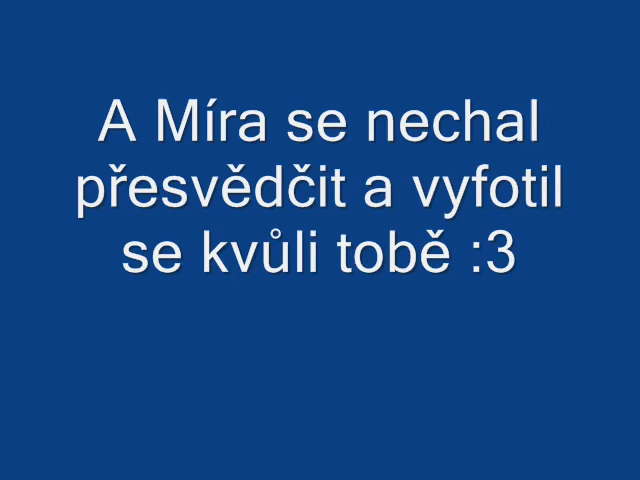 A Míra se nechal
přesvědčit a vyfotil
se kvůli tobě :3